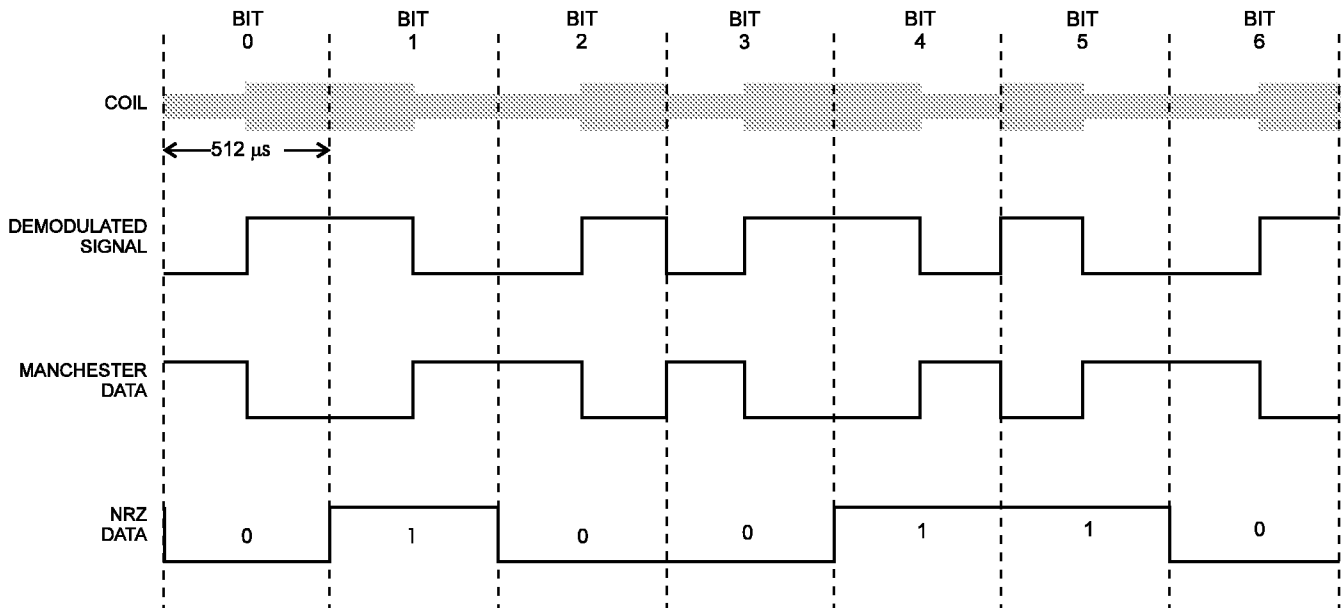 BIT 0
BIT 1
BIT 2
BIT 3
BIT 4
BIT 5
BIT 6
COIL
512 μs
DEMODULATED
SIGNAL
MANCHESTER
DATA
NRZ
DATA
0 1 0 0 1 1 0